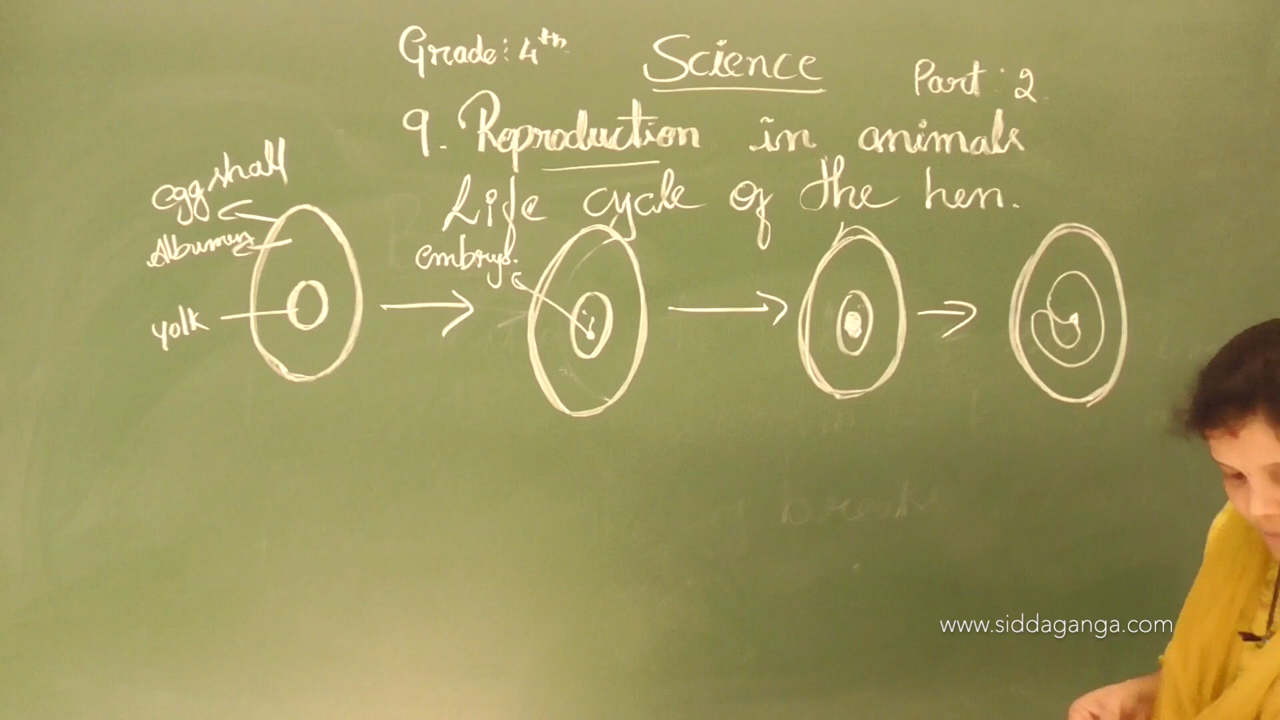 Grade: 4th
Science
Part: 2
9. Reproduction in animals
Life cycle of the hen.
egg shall
Albumen
yolk
embryo.
www.siddaganga.com